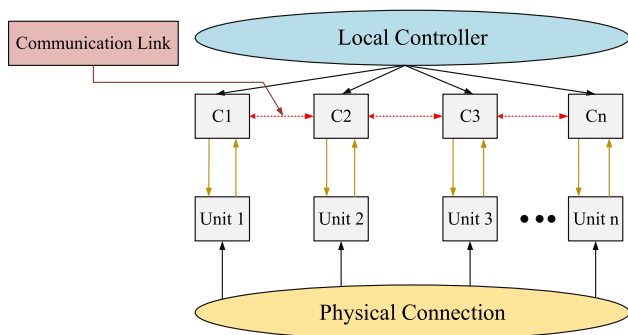 Local Controller
Communication Link
C1
C2
C3
Cn
Unit 1
Unit 2
Unit 3
Unit n
Physical Connection